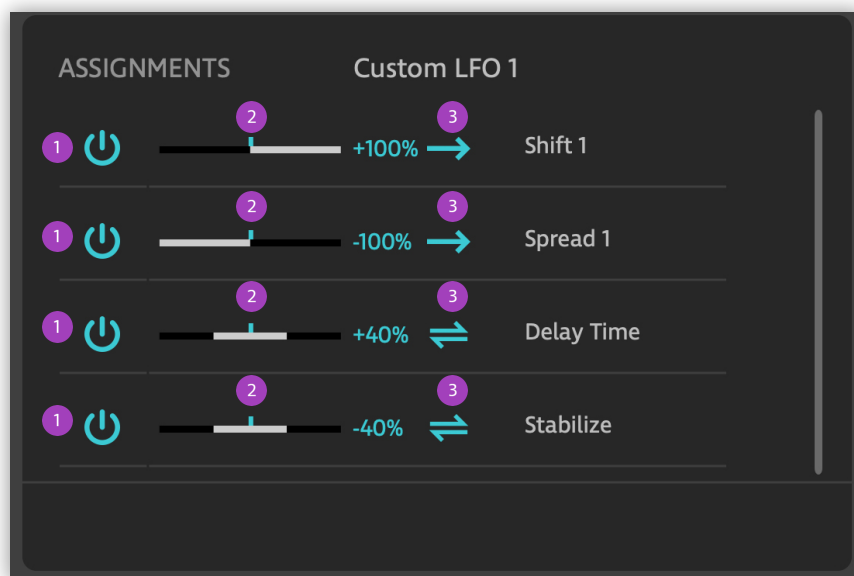 ASSIGNMENTS Custom LFO 1
2 3
1 +100% Shift 1
2 3
1 -100% Spread 1
2 3
1 +40% Delay Time
2 3
1 -40% Stabilize